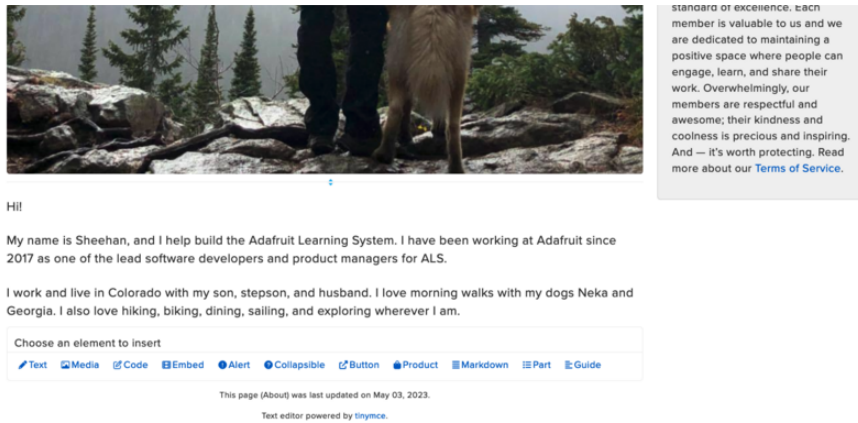 standard of excellence. Each
member is valuable to us and we
are dedicated to maintaining a
positive space where people can
engage, learn, and share their
work. Overwhelmingly, our
members are respectful and
awesome; their kindness and
coolness is precious and inspiring.
And — it's worth protecting. Read
more about our Terms of Service.
Hi!
My name is Sheehan, and I help build the Adafruit Learning System. I have been working at Adafruit since
2017 as one of the lead software developers and product managers for ALS.
I work and live in Colorado with my son, stepson, and husband. I love morning walks with my dogs Neka and
Georgia. I also love hiking, biking, dining, sailing, and exploring wherever I am.
Choose an element to insert
Text Media Code Embed Alert Collapsible Button Product Markdown Part Guide
This page (About) was last updated on May 03, 2023.
Text editor powered by tinymce.